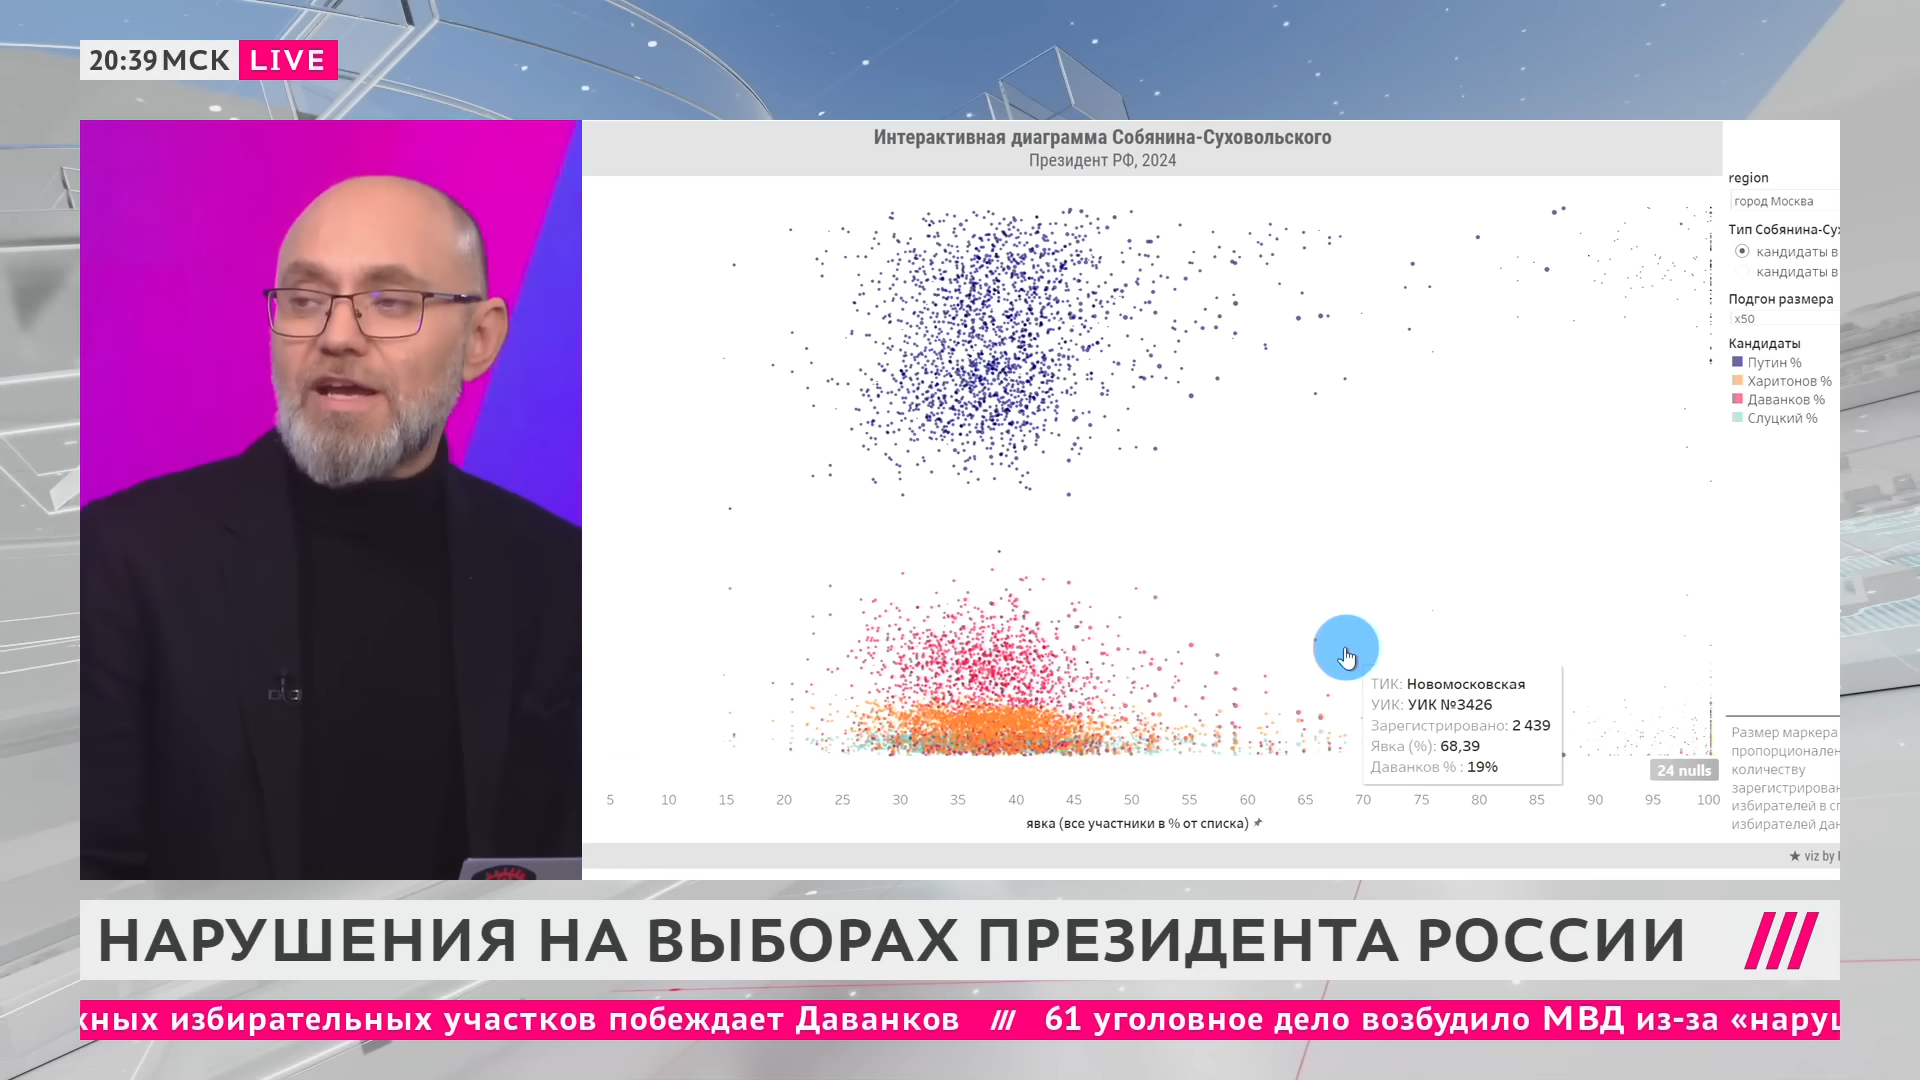 20:39 МСК LIVE
Интерактивная диаграмма Собянина-Суховольского
Президент РФ, 2024
region
город Москва
Тип Собянина-Сух
кандидаты в
кандидаты в
Подгон размера
x50
Кандидаты
Путин %
Харитонов %
Даванков %
Слуцкий %
ТИК: Новомосковская
УИК: УИК №3426
Зарегистрировано: 2 439
Явка (%): 68,39
Даванков % : 19%
Размер маркера
пропорционален
количеству
зарегистрирован
избирателей в сп
избирателей дан
24 nulls
5 10 15 20 25 30 35 40 45 50 55 60 65 70 75 80 85 90 95 100
явка (все участники в % от списка)
★ viz by
НАРУШЕНИЯ НА ВЫБОРАХ ПРЕЗИДЕНТА РОССИИ
жных избирательных участков побеждает Даванков /// 61 уголовное дело возбудило МВД из-за «наруш